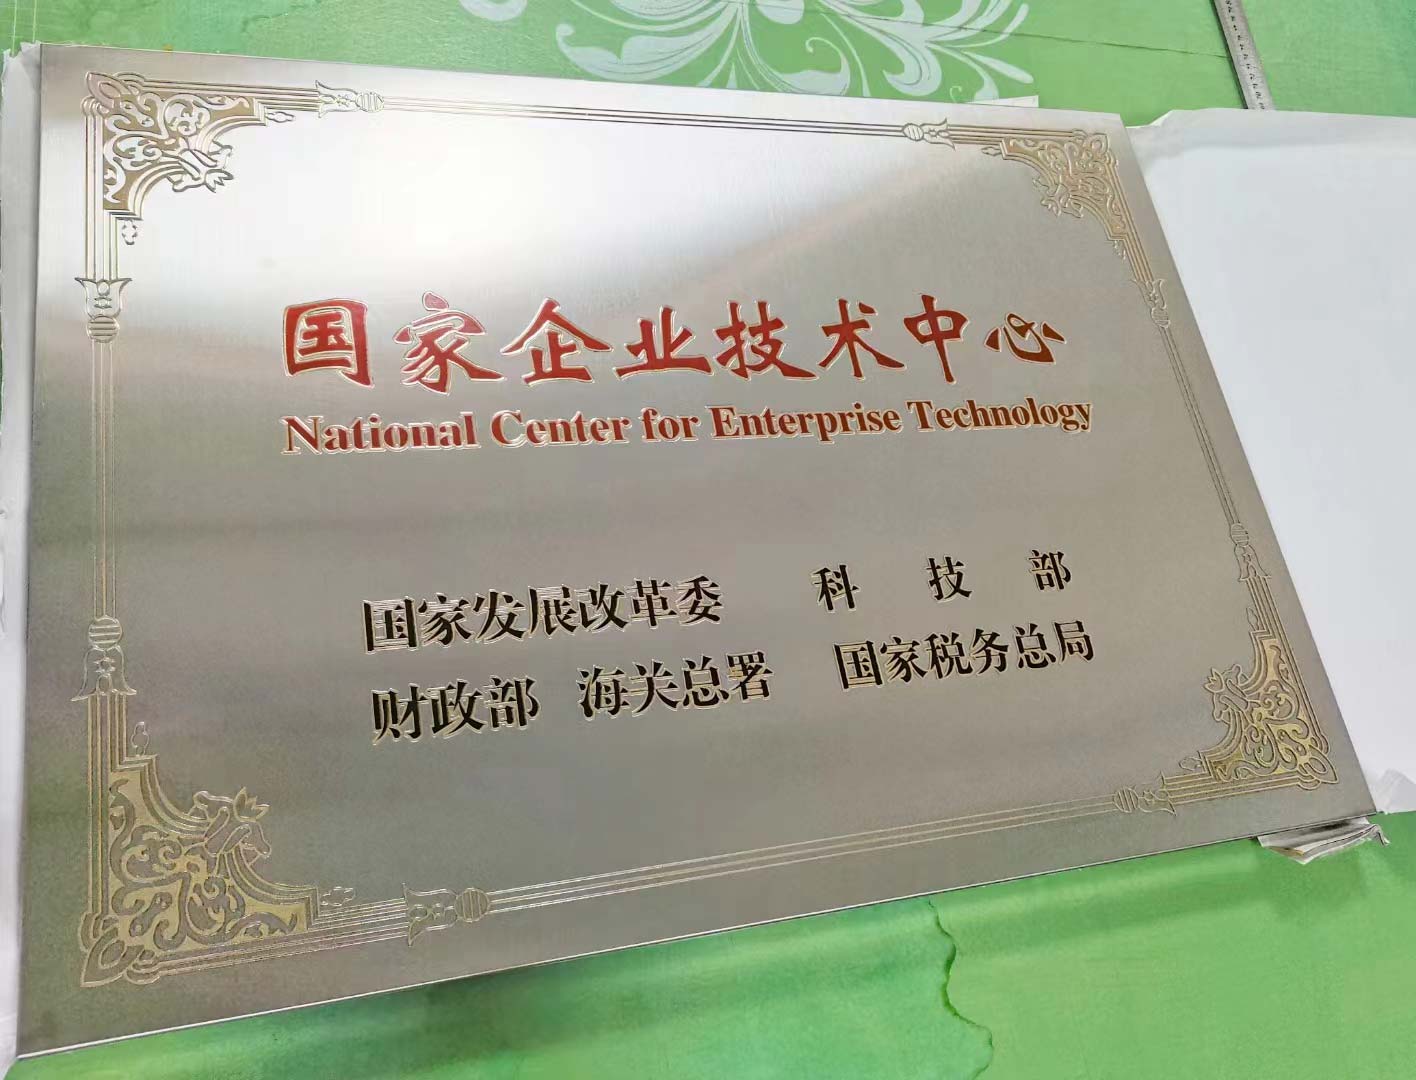 国家企业技术中心
National Center for Enterprise Technology
国家发展改革委 科技部
财政部 海关总署 国家税务总局